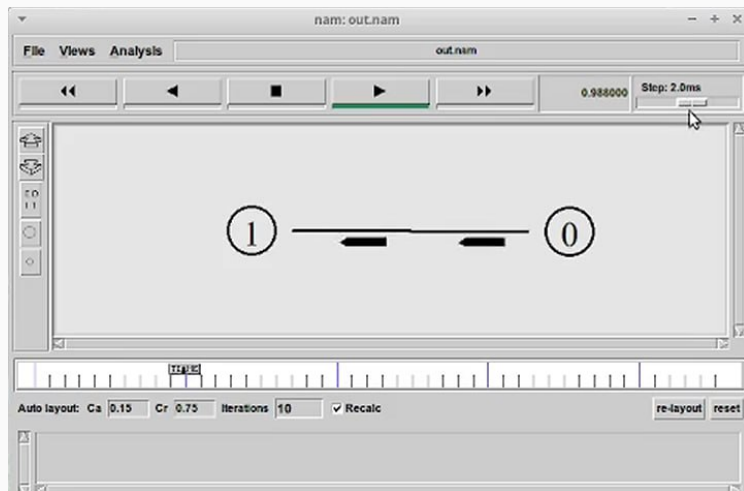 nam: out.nam
File Views Analysis out.nam
0.988000 Step: 2.0ms
1 0
TIME
Auto layout: Ca 0.15 Cr 0.75 Iterations 10 Recalc re-layout reset